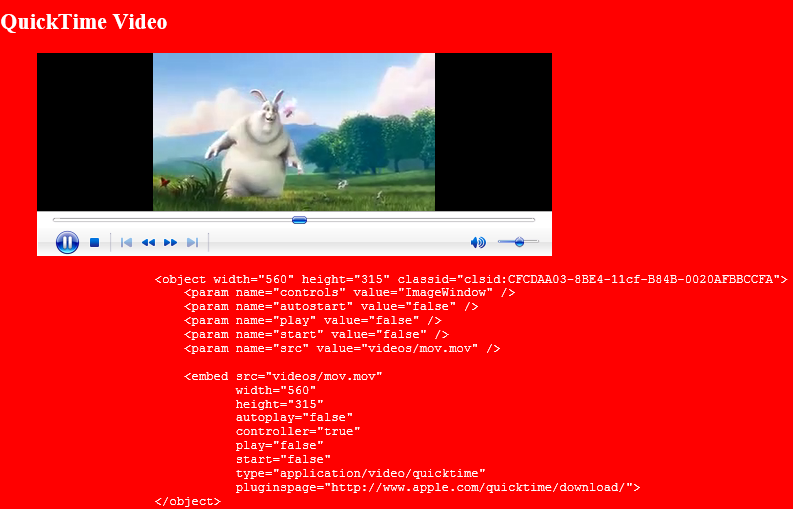 QuickTime Video
<object width="560" height="315" classid="clsid:CFCDAA03-8BE4-11cf-B84B-0020AFBBCCFA">
<param name="controls" value="ImageWindow" />
<param name="autostart" value="false" />
<param name="play" value="false" />
<param name="start" value="false" />
<param name="src" value="videos/mov.mov" />
<embed src="videos/mov.mov"
width="560"
height="315"
autoplay="false"
controller="true"
play="false"
start="false"
type="application/video/quicktime"
pluginspage="http://www.apple.com/quicktime/download/">
</object>